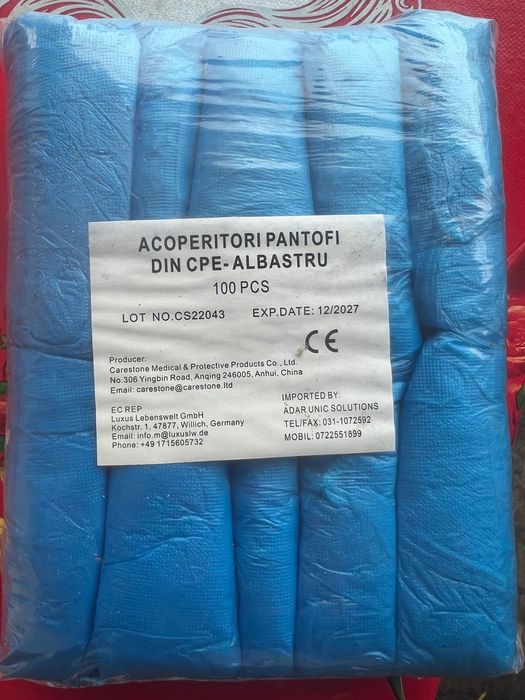 ACOPERITORI PANTOFI
DIN CPE- ALBASTRU
100 PCS
LOT NO.CS22043 EXP.DATE: 12/2027
CE
Producer:
Carestone Medical & Protective Products Co., Ltd.
No.306 Yingbin Road, Anqing 246005, Anhui, China
Email: carestone@carestone.ltd
EC REP
Luxus Lebenswelt GmbH
Kochstr. 1, 47877, Willich, Germany
Email: info.m@luxuslw.de
Phone: +49 1715605732
IMPORTED BY:
ADAR UNIC SOLUTIONS
TEL/FAX: 031-1072592
MOBIL: 0722551899